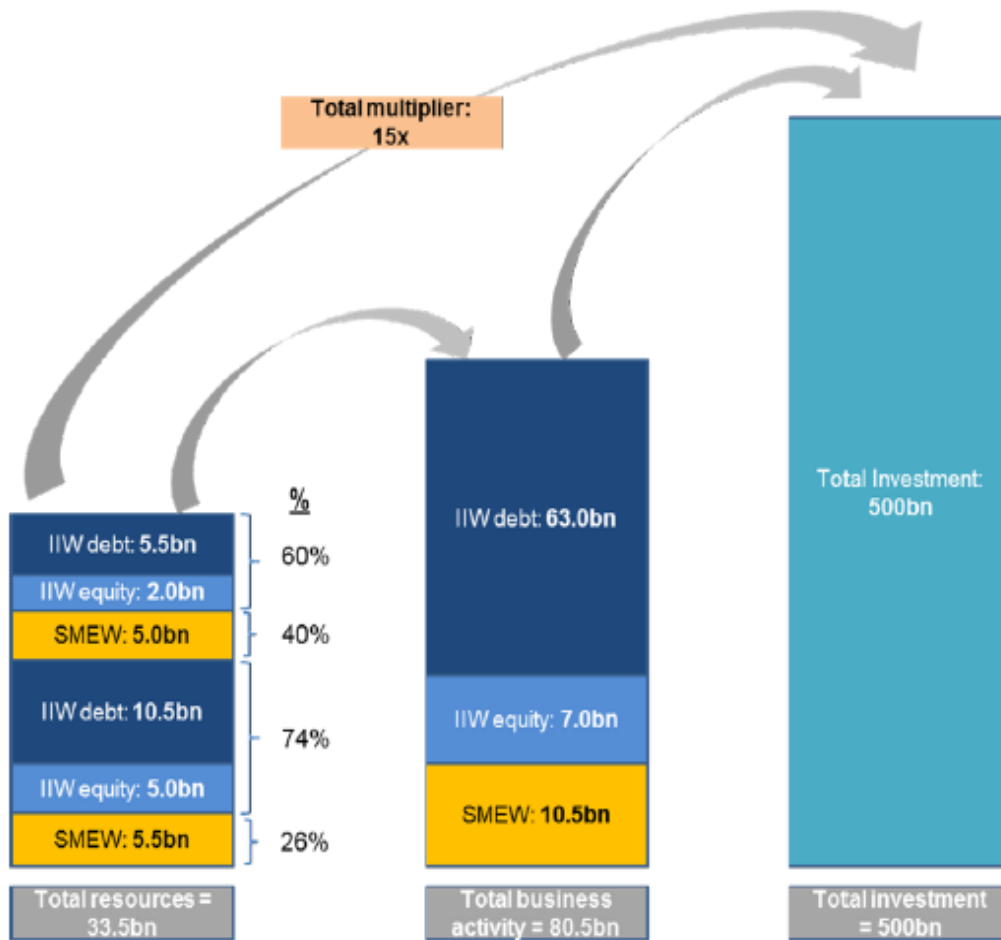 Total multiplier:
15x
%
IIW debt: 5.5bn
IIW equity: 2.0bn
60%
SMEW: 5.0bn
40%
IIW debt: 10.5bn
IIW equity: 5.0bn
74%
SMEW: 5.5bn
26%
Total resources =
33.5bn
IIW debt: 63.0bn
IIW equity: 7.0bn
SMEW: 10.5bn
Total business
activity = 80.5bn
Total Investment:
500bn
Total investment
= 500bn